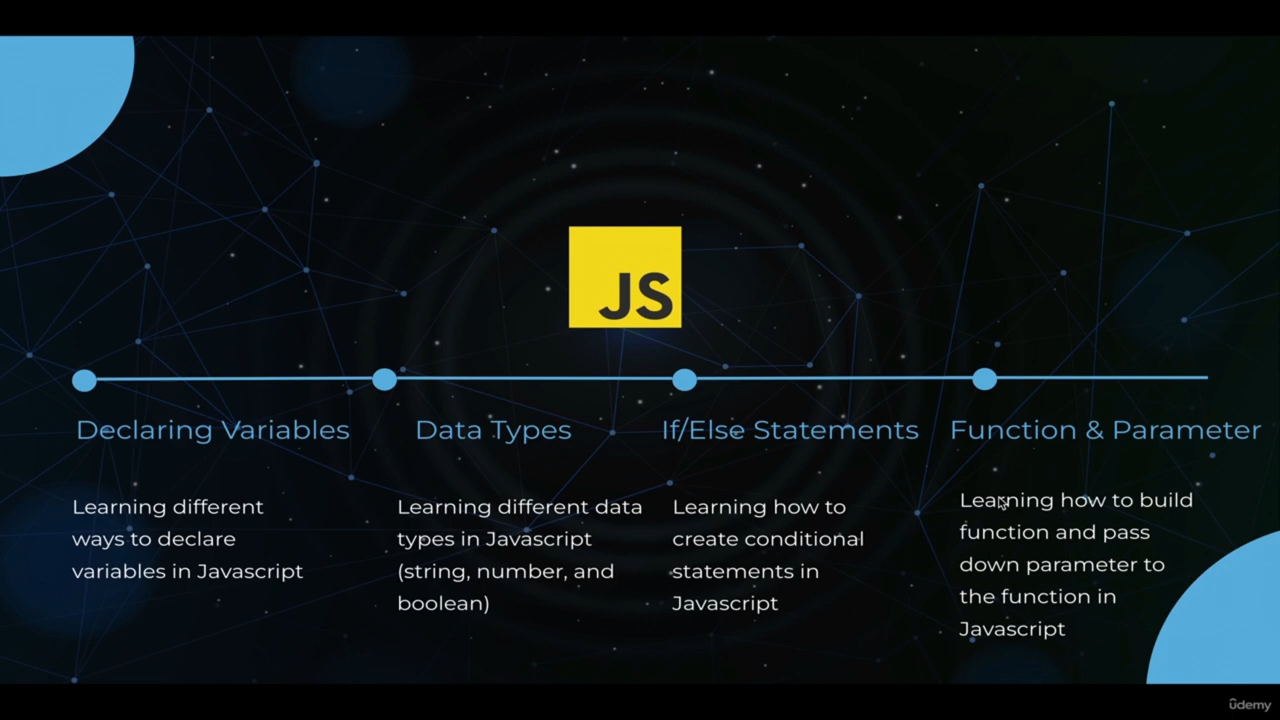 JS
Declaring Variables
Data Types
If/Else Statements
Function & Parameter
Learning different
ways to declare
variables in Javascript
Learning different data
types in Javascript
(string, number, and
boolean)
Learning how to
create conditional
statements in
Javascript
Learning how to build
function and pass
down parameter to
the function in
Javascript
ûdemy